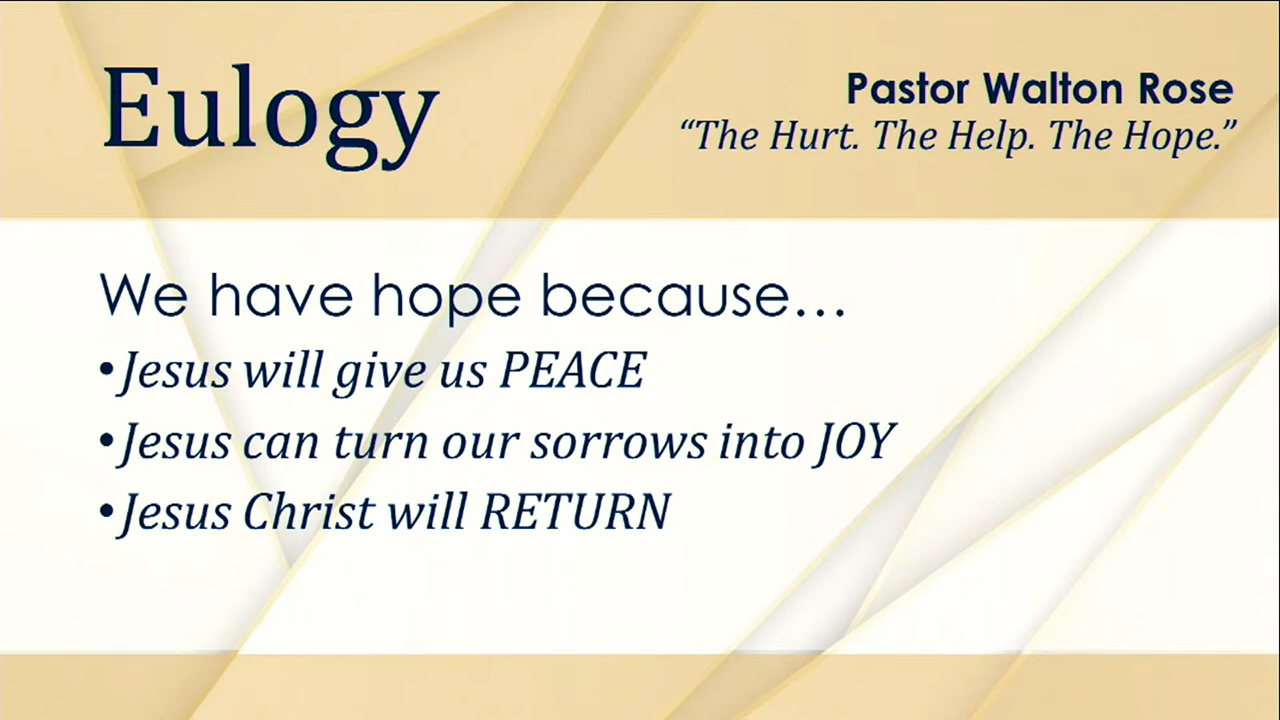 Eulogy
Pastor Walton Rose
“The Hurt. The Help. The Hope.”
We have hope because…
•Jesus will give us PEACE
•Jesus can turn our sorrows into JOY
•Jesus Christ will RETURN